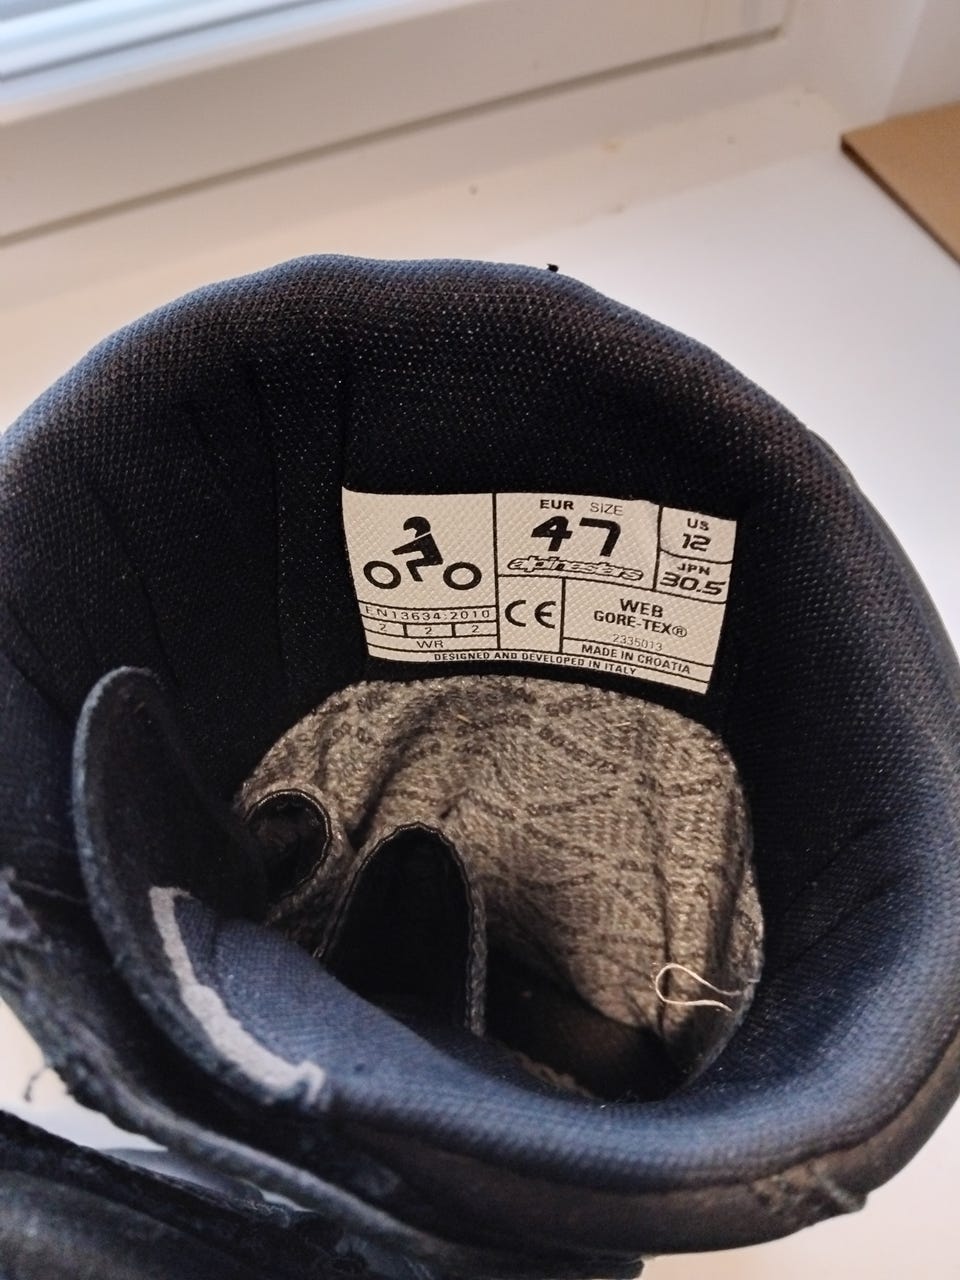 EUR SIZE
47
alpinestars
US
12
JPN
30.5
EN13634:2010
2 2 2
WR
CE
WEB
GORE-TEX®
2335013
MADE IN CROATIA
DESIGNED AND DEVELOPED IN ITALY